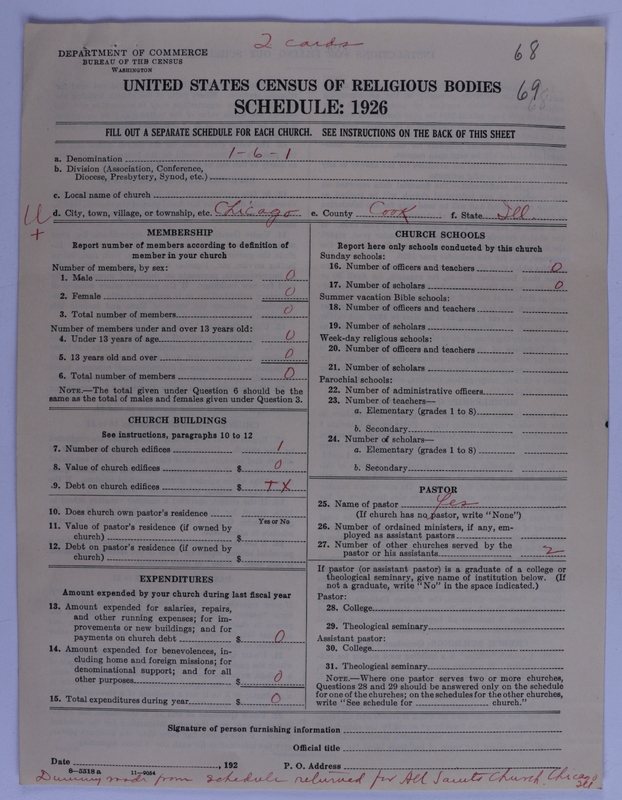 2 cards
68
69
DEPARTMENT OF COMMERCE
BUREAU OF THE CENSUS
WASHINGTON
UNITED STATES CENSUS OF RELIGIOUS BODIES
SCHEDULE: 1926
FILL OUT A SEPARATE SCHEDULE FOR EACH CHURCH. SEE INSTRUCTIONS ON THE BACK OF THIS SHEET
a. Denomination 1-6-1
b. Division (Association, Conference,
Diocese, Presbytery, Synod, etc.)
c. Local name of church
U
+
d. City, town, village, or township, etc. Chicago e. County Cook f. State Ill.
MEMBERSHIP
Report number of members according to definition of
member in your church
Number of members, by sex:
1. Male 0
2. Female 0
3. Total number of members 0
Number of members under and over 13 years old:
4. Under 13 years of age 0
5. 13 years old and over 0
6. Total number of members 0
NOTE.—The total given under Question 6 should be
same as the total of males and females given under Question 3.
CHURCH BUILDINGS
See instructions, paragraphs 10 to 12
7. Number of church edifices 1
8. Value of church edifices $ 0
9. Debt on church edifices $ + X
10. Does church own pastor's residence
Yes or No
11. Value of pastor's residence (if owned by
church) $
12. Debt on pastor's residence (if owned by
church) $
EXPENDITURES
Amount expended by your church during last fiscal year
13. Amount expended for salaries, repairs,
and other running expenses; for im-
provements or new buildings; and for
payments on church debt $ 0
14. Amount expended for benevolences, in-
cluding home and foreign missions; for
denominational support; and for all
other purposes $ 0
15. Total expenditures during year $ 0
CHURCH SCHOOLS
Report here only schools conducted by this church
Sunday schools:
16. Number of officers and teachers 0
17. Number of scholars 0
Summer vacation Bible schools:
18. Number of officers and teachers
19. Number of scholars
Week-day religious schools:
20. Number of officers and teachers
21. Number of scholars
Parochial schools:
22. Number of administrative officers
23. Number of teachers—
a. Elementary (grades 1 to 8)
b. Secondary
24. Number of scholars—
a. Elementary (grades 1 to 8)
b. Secondary
PASTOR
25. Name of pastor Yes
(If church has no pastor, write "None")
26. Number of ordained ministers, if any, em-
ployed as assistant pastors
27. Number of other churches served by the
pastor or his assistants 2
If pastor (or assistant pastor) is a graduate of a college or
theological seminary, give name of institution below. (If
not a graduate, write "No" in the space indicated.)
Pastor:
28. College
29. Theological seminary
Assistant pastor:
30. College
31. Theological seminary
NOTE.—Where one pastor serves two or more churches,
Questions 28 and 29 should be answered only on the schedule
for one of the churches; on the schedules for the other churches,
write "See schedule for church."
Signature of person furnishing information
Official title
Date , 192 P. O. Address
8—5518a 11—9054
Dummy made from schedule returned for All Saints Church. Chicago
Ill.